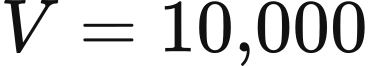 V = 10,000